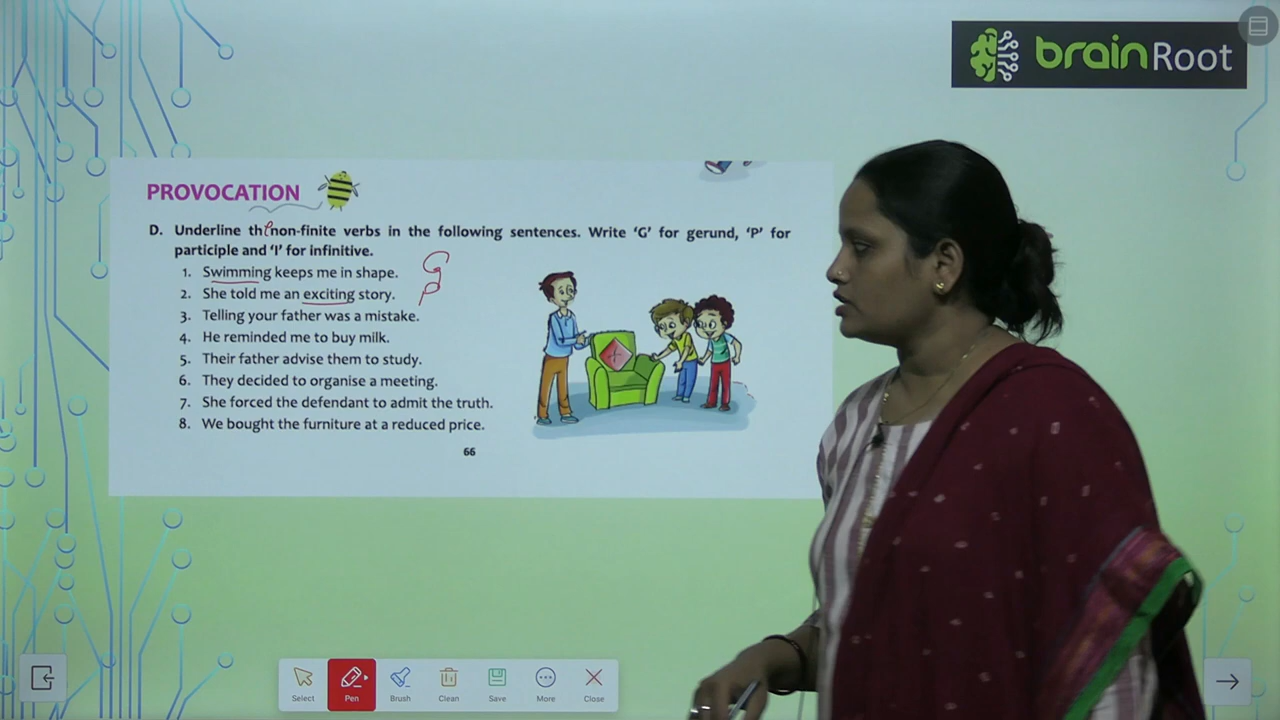 brainRoot
PROVOCATION
D. Underline the non-finite verbs in the following sentences. Write ‘G’ for gerund, ‘P’ for
participle and ‘I’ for infinitive.
1. Swimming keeps me in shape. G
2. She told me an exciting story. P
3. Telling your father was a mistake.
4. He reminded me to buy milk.
5. Their father advise them to study.
6. They decided to organise a meeting.
7. She forced the defendant to admit the truth.
8. We bought the furniture at a reduced price.
66
Select Pen Brush Clean Save More Close